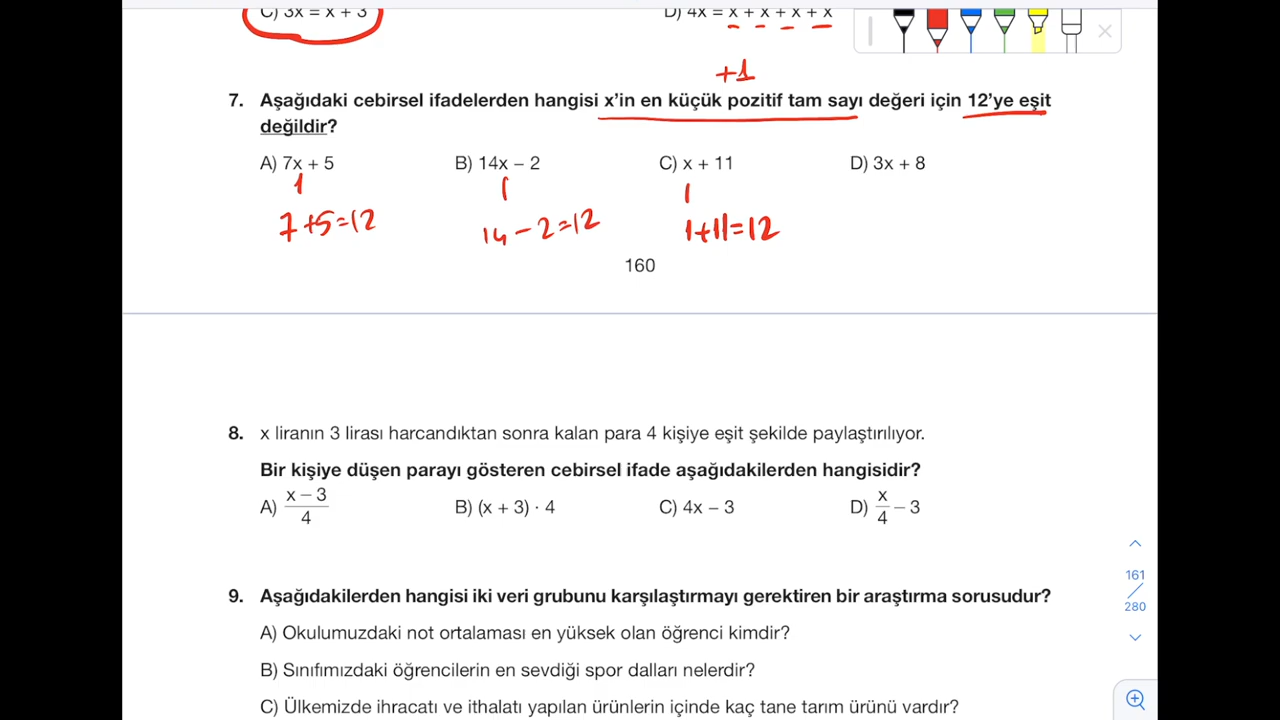 C) 3x = x + 3 D) 4x = x + x + x + x
+1
7. Aşağıdaki cebirsel ifadelerden hangisi x'in en küçük pozitif tam sayı değeri için 12'ye eşit
değildir?
A) 7x + 5 B) 14x – 2 C) x + 11 D) 3x + 8
1 1 1
7+5=12 14-2=12 1+11=12
160
8. x liranın 3 lirası harcandıktan sonra kalan para 4 kişiye eşit şekilde paylaştırılıyor.
Bir kişiye düşen parayı gösteren cebirsel ifade aşağıdakilerden hangisidir?
A) x – 3 / 4 B) (x + 3) · 4 C) 4x – 3 D) x / 4 – 3
161
280
9. Aşağıdakilerden hangisi iki veri grubunu karşılaştırmayı gerektiren bir araştırma sorusudur?
A) Okulumuzdaki not ortalaması en yüksek olan öğrenci kimdir?
B) Sınıfımızdaki öğrencilerin en sevdiği spor dalları nelerdir?
C) Ülkemizde ihracatı ve ithalatı yapılan ürünlerin içinde kaç tane tarım ürünü vardır?